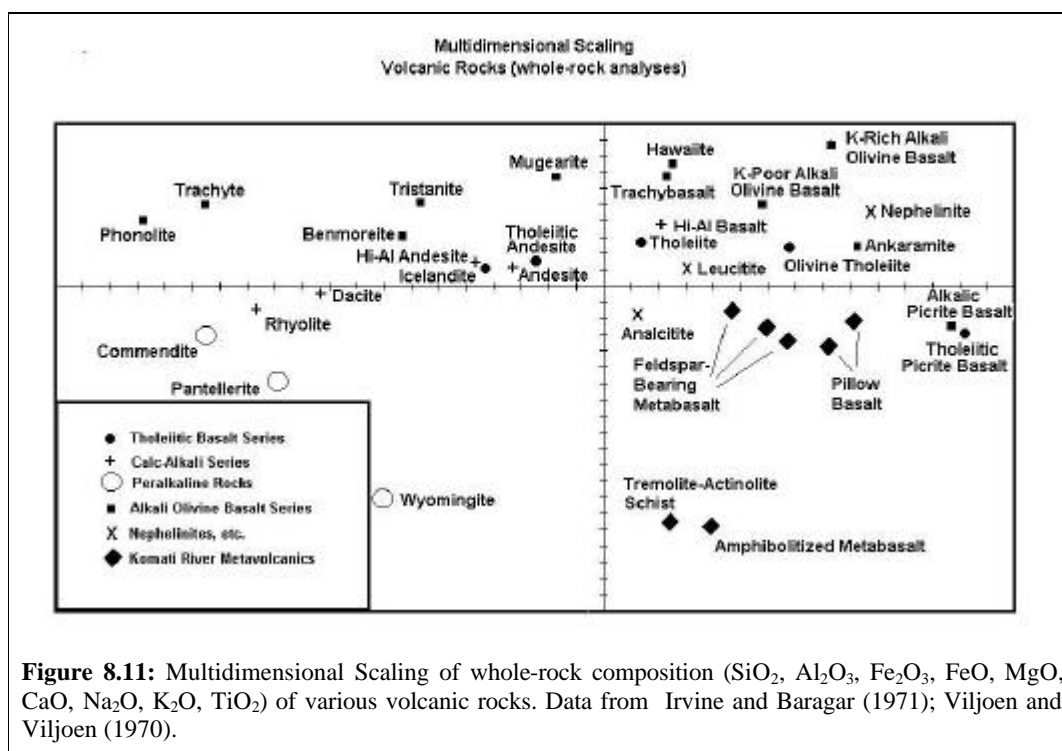 Multidimensional Scaling
Volcanic Rocks (whole-rock analyses)
K-Rich Alkali
Olivine Basalt
Hawaiite
Mugearite
K-Poor Alkali
Olivine Basalt
Trachyte
Tristanite
Trachybasalt
Nephelinite
Phonolite
Benmoreite
Tholeiitic
Andesite
Hi-Al Basalt
Tholeiite
Ankaramite
Hi-Al Andesite
Icelandite
Andesite
Leucitite
Olivine Tholeiite
Dacite
Rhyolite
Alkalic
Picrite Basalt
Commendite
Analcitite
Tholeiitic
Picrite Basalt
Feldspar-
Bearing
Metabasalt
Pillow
Basalt
Pantellerite
Tholeiitic Basalt Series
Calc-Alkali Series
Peralkaline Rocks
Alkali Olivine Basalt Series
Nephelinites, etc.
Komati River Metavolcanics
Wyomingite
Tremolite-Actinolite
Schist
Amphibolitized Metabasalt
Figure 8.11: Multidimensional Scaling of whole-rock composition (SiO₂, Al₂O₃, Fe₂O₃, FeO, MgO,
CaO, Na₂O, K₂O, TiO₂) of various volcanic rocks. Data from Irvine and Baragar (1971); Viljoen and
Viljoen (1970).